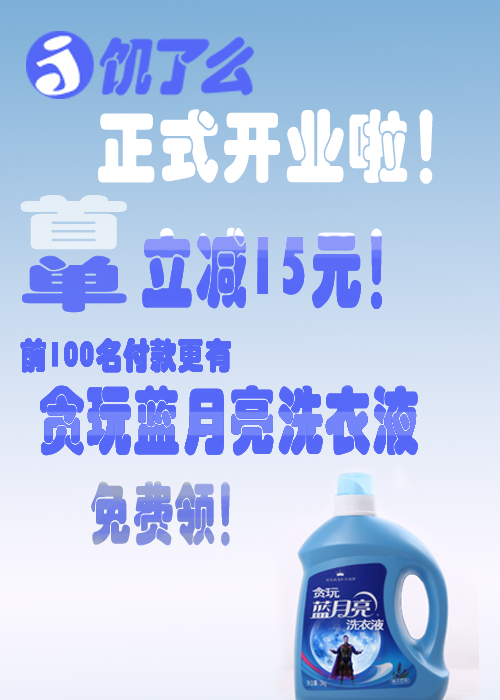 饥了么
正式开业啦！
首单立减15元！
前100名付款更有
贪玩蓝月亮洗衣液
免费领！
贪玩
蓝月亮
洗衣液